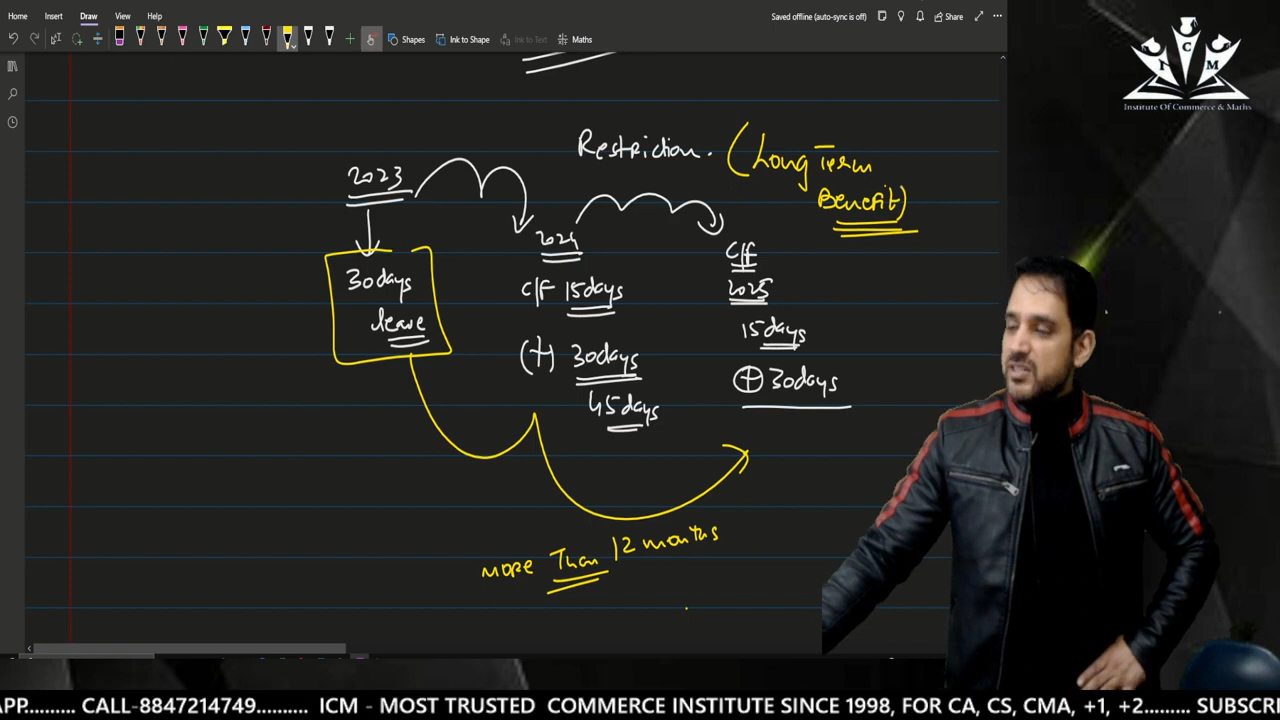 Home Insert Draw View Help
Saved offline (auto-sync is off)
Share
Shapes
Ink to Shape
Ink to Text
Maths
I C M
Institute Of Commerce & Maths
Restriction.
(Long Term
Benefit)
2023
30days
leave
2024
C/F 15days
(+) 30days
45days
C/f
2025
15days
+ 30days
more Than 12 months
APP......... CALL-8847214749.......... ICM - MOST TRUSTED COMMERCE INSTITUTE SINCE 1998, FOR CA, CS, CMA, +1, +2....... SUBSCR